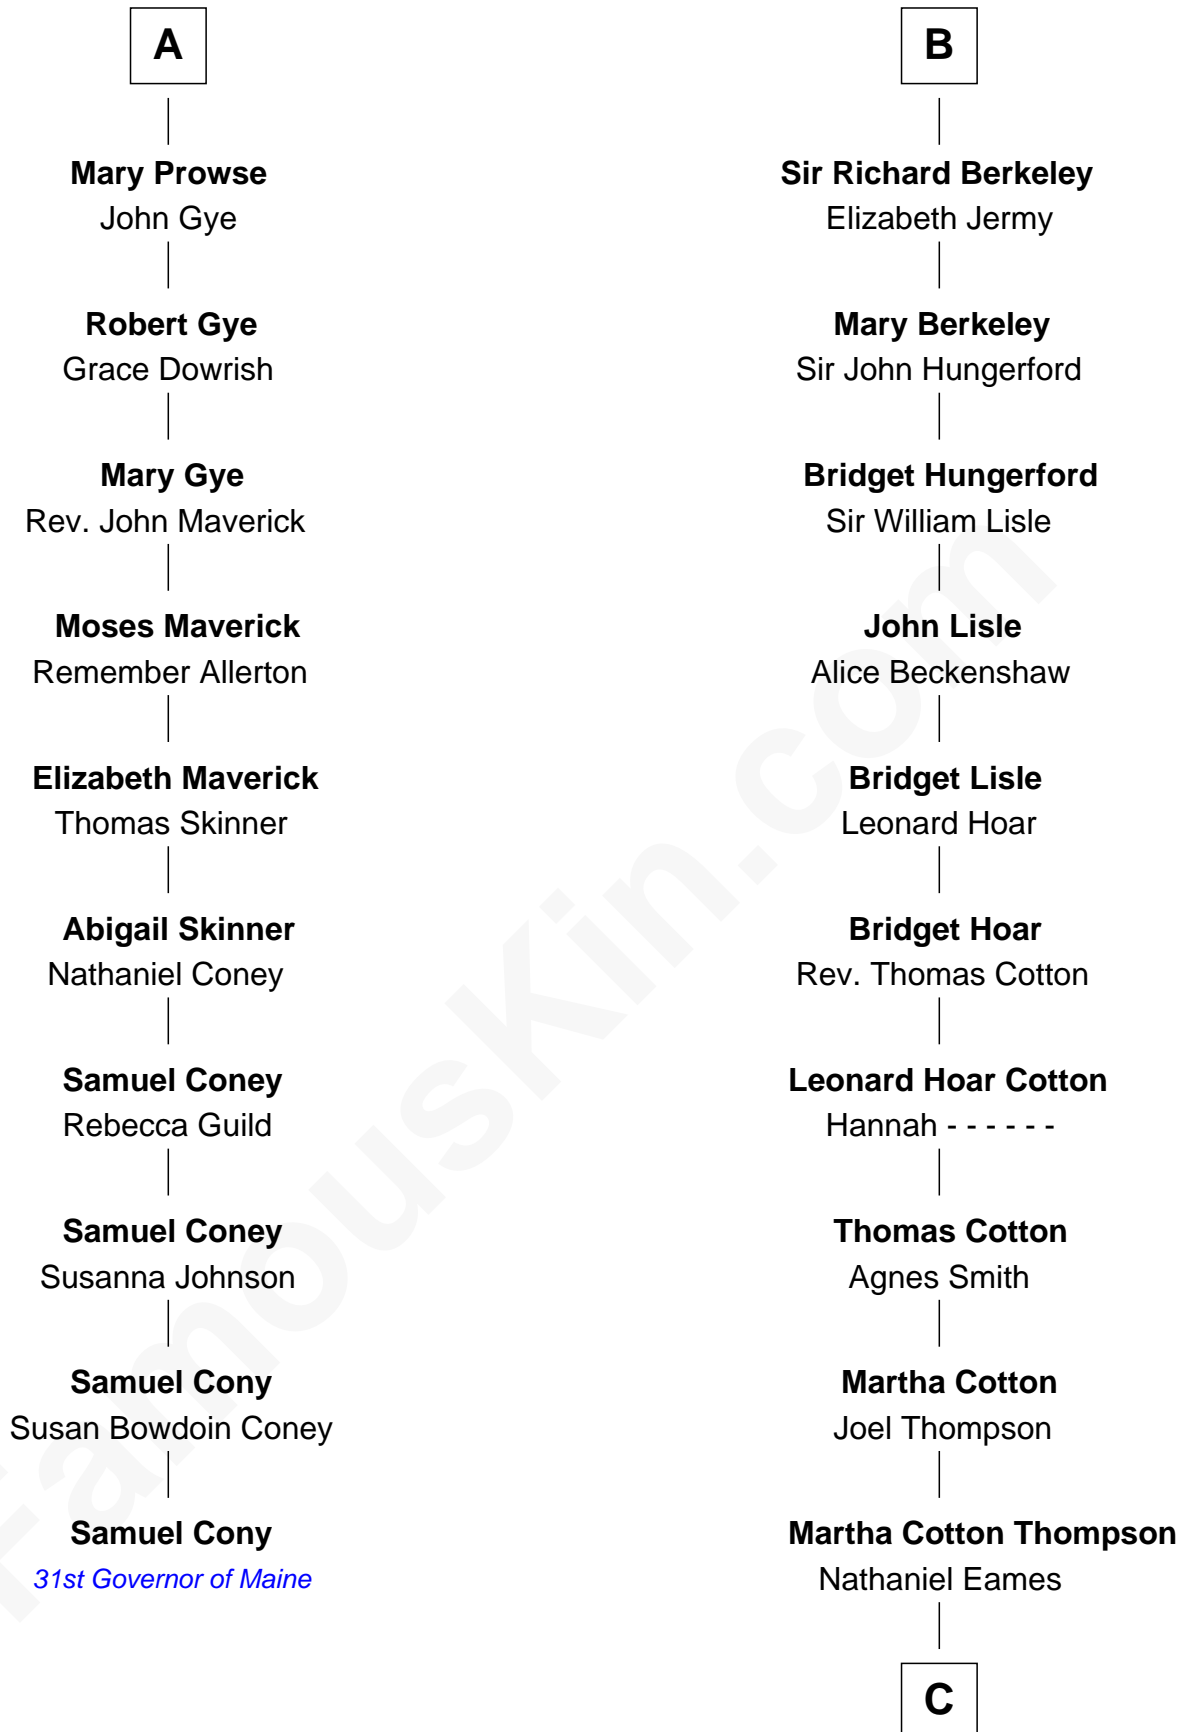 A
Mary Prowse
John Gye
Robert Gye
Grace Dowrish
Mary Gye
Rev. John Maverick
Moses Maverick
Remember Allerton
Elizabeth Maverick
Thomas Skinner
Abigail Skinner
Nathaniel Coney
Samuel Coney
Rebecca Guild
Samuel Coney
Susanna Johnson
Samuel Cony
Susan Bowdoin Coney
Samuel Cony
31st Governor of Maine
B
Sir Richard Berkeley
Elizabeth Jermy
Mary Berkeley
Sir John Hungerford
Bridget Hungerford
Sir William Lisle
John Lisle
Alice Beckenshaw
Bridget Lisle
Leonard Hoar
Bridget Hoar
Rev. Thomas Cotton
Leonard Hoar Cotton
Hannah - - - - - -
Thomas Cotton
Agnes Smith
Martha Cotton
Joel Thompson
Martha Cotton Thompson
Nathaniel Eames
C
FamousKin.com